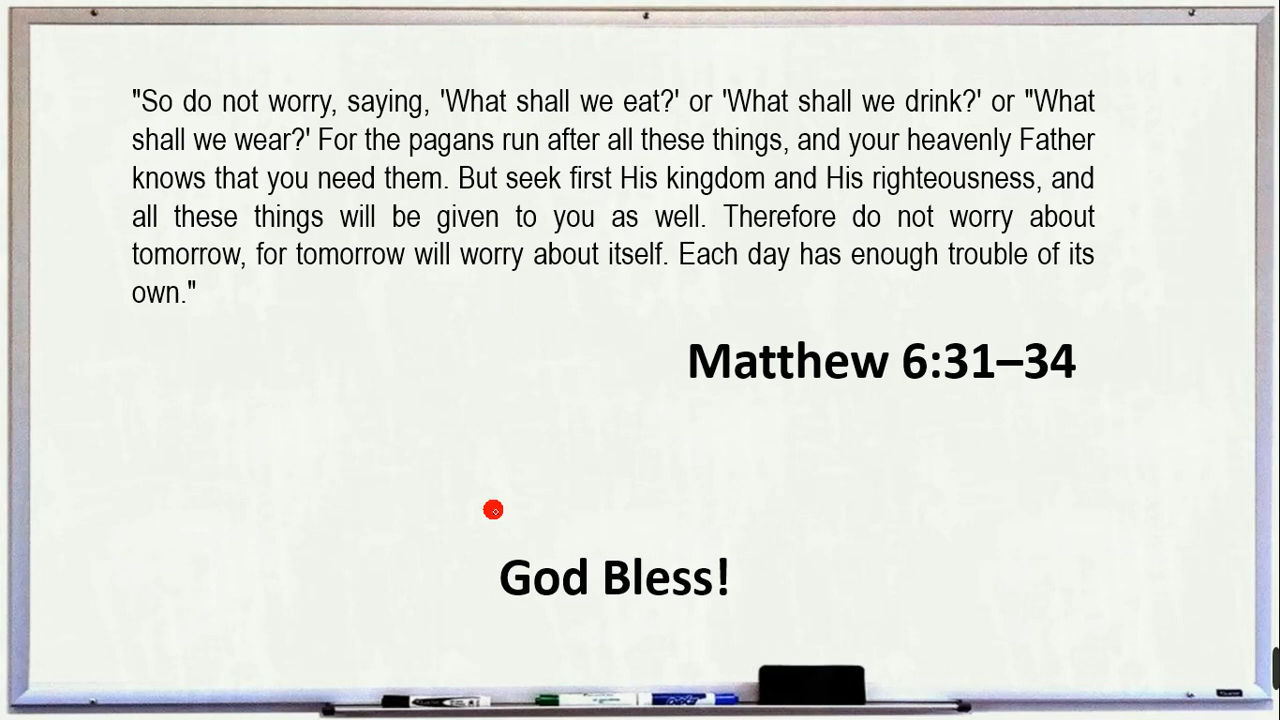 "So do not worry, saying, 'What shall we eat?' or 'What shall we drink?' or "What
shall we wear?' For the pagans run after all these things, and your heavenly Father
knows that you need them. But seek first His kingdom and His righteousness, and
all these things will be given to you as well. Therefore do not worry about
tomorrow, for tomorrow will worry about itself. Each day has enough trouble of its
own."
Matthew 6:31–34
God Bless!